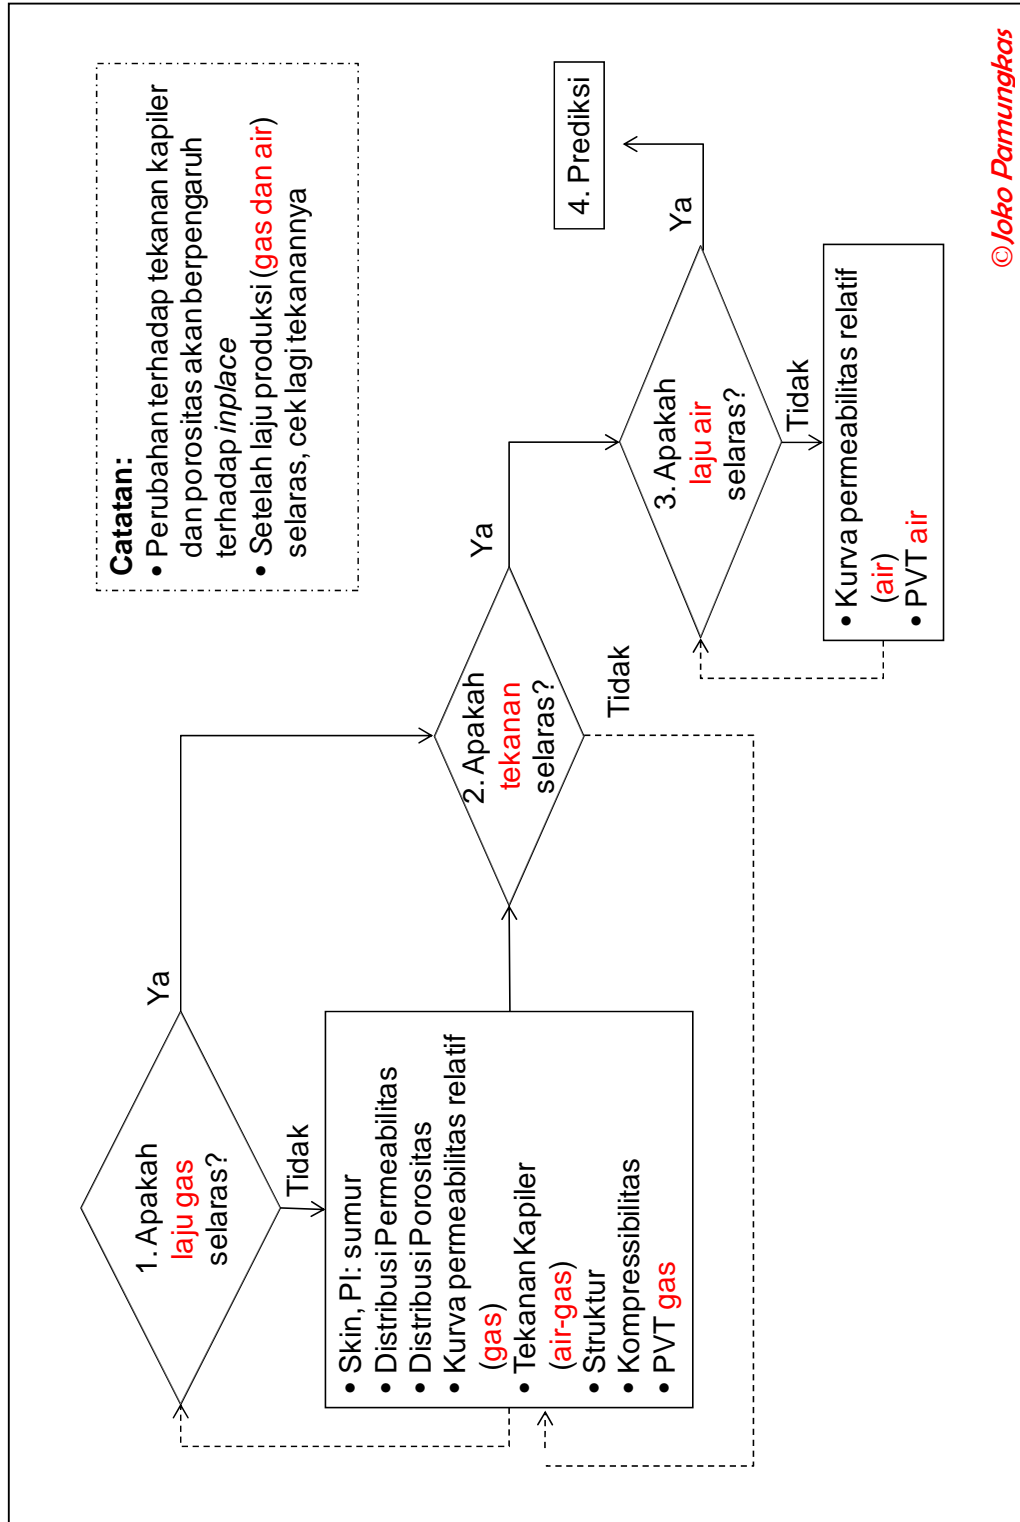 1. Apakah
laju gas
selaras?
Ya
Tidak
• Skin, PI: sumur
• Distribusi Permeabilitas
• Distribusi Porositas
• Kurva permeabilitas relatif
(gas)
• Tekanan Kapiler
(air-gas)
• Struktur
• Kompressibilitas
• PVT gas
2. Apakah
tekanan
selaras?
Ya
Tidak
3. Apakah
laju air
selaras?
Ya
Tidak
• Kurva permeabilitas relatif
(air)
• PVT air
4. Prediksi
Catatan:
• Perubahan terhadap tekanan kapiler
dan porositas akan berpengaruh
terhadap inplace
• Setelah laju produksi (gas dan air)
selaras, cek lagi tekanannya
©Joko Pamungkas